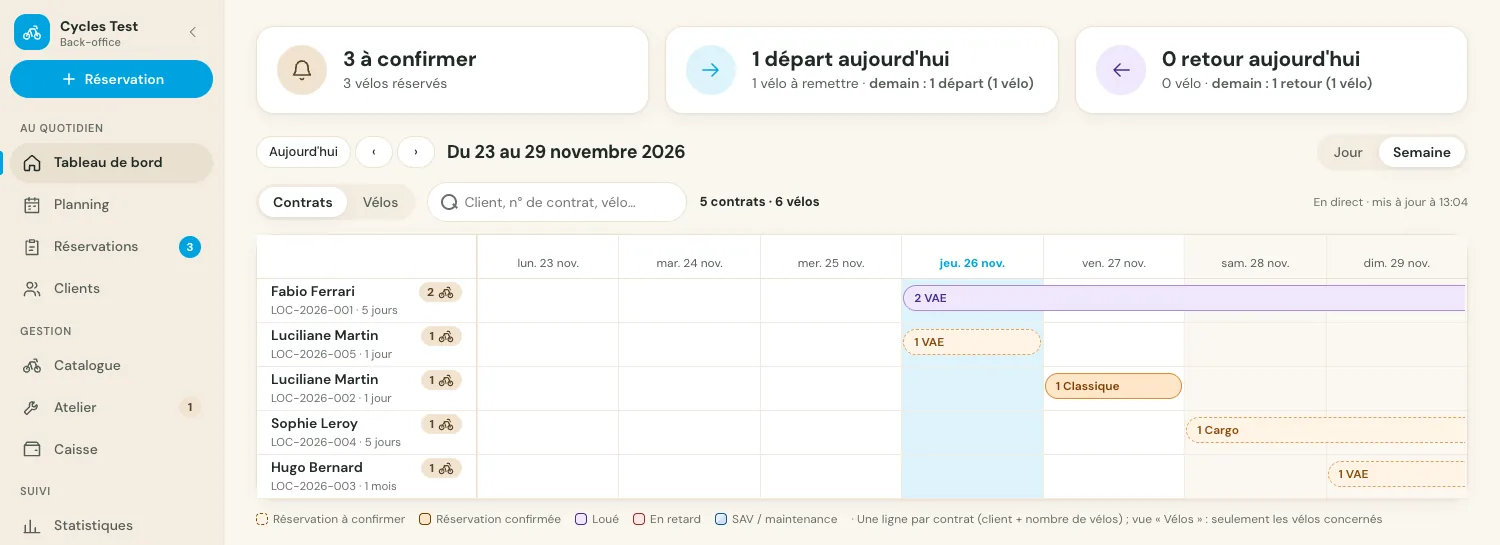 Cycles Test
Back-office
+ Réservation
AU QUOTIDIEN
Tableau de bord
Planning
Réservations 3
Clients
GESTION
Catalogue
Atelier 1
Caisse
SUIVI
Statistiques
3 à confirmer
3 vélos réservés
1 départ aujourd'hui
1 vélo à remettre · demain : 1 départ (1 vélo)
0 retour aujourd'hui
0 vélo · demain : 1 retour (1 vélo)
Aujourd'hui ‹ › Du 23 au 29 novembre 2026 Jour Semaine
Contrats Vélos Client, n° de contrat, vélo… 5 contrats · 6 vélos En direct · mis à jour à 13:04
lun. 23 nov. mar. 24 nov. mer. 25 nov. jeu. 26 nov. ven. 27 nov. sam. 28 nov. dim. 29 nov.
Fabio Ferrari 2 2 VAE
LOC-2026-001 · 5 jours
Luciliane Martin 1 1 VAE
LOC-2026-005 · 1 jour
Luciliane Martin 1 1 Classique
LOC-2026-002 · 1 jour
Sophie Leroy 1 1 Cargo
LOC-2026-004 · 5 jours
Hugo Bernard 1 1 VAE
LOC-2026-003 · 1 mois
Réservation à confirmer Réservation confirmée Loué En retard SAV / maintenance · Une ligne par contrat (client + nombre de vélos) ; vue « Vélos » : seulement les vélos concernés